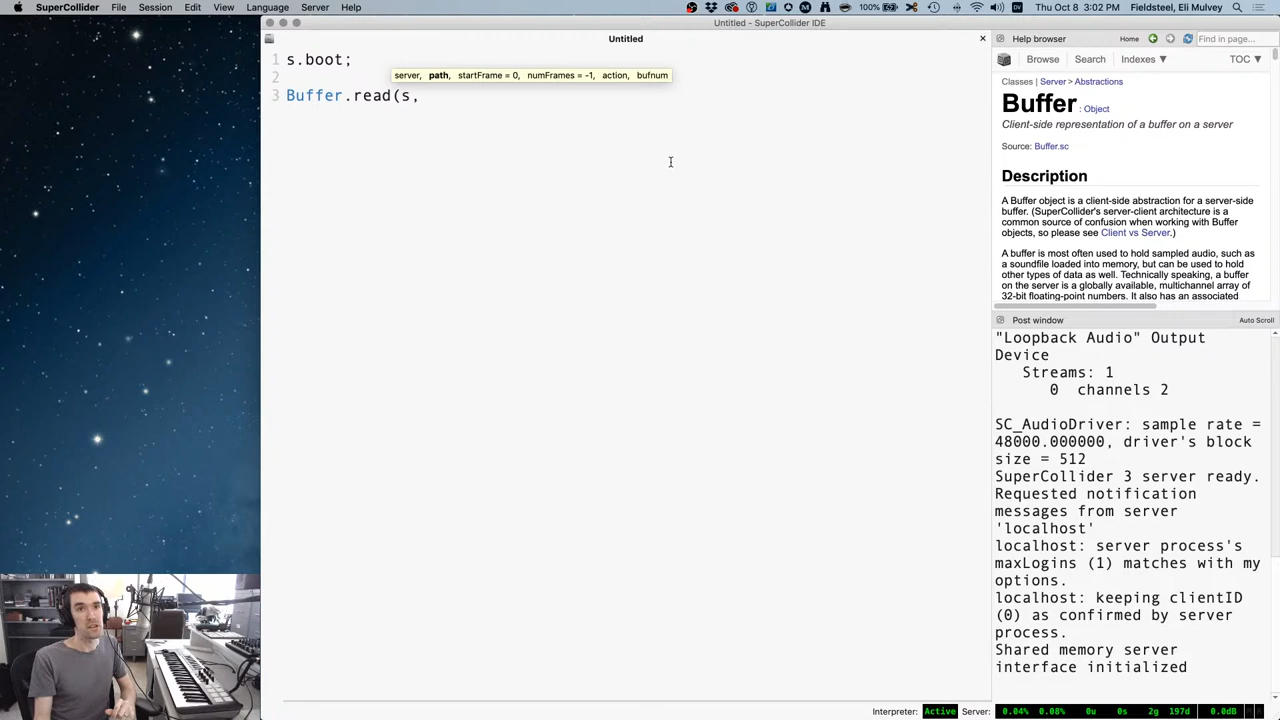 SuperCollider File Edit View Language Server Help
100% Thu Oct 8 3:02 PM Fieldsteel, Eli Mulvey
Untitled - SuperCollider IDE
Untitled
1 s.boot;
server, path, startFrame = 0, numFrames = -1, action, bufnum
2
3 Buffer.read(s,
Help browser Home Find in page...
Browse Search Indexes ▼ TOC ▼
Classes | Server > Abstractions
Buffer : Object
Client-side representation of a buffer on a server
Source: Buffer.sc
Description
A Buffer object is a client-side abstraction for a server-side
buffer. (SuperCollider's server-client architecture is a
common source of confusion when working with Buffer
objects, so please see Client vs Server.)
A buffer is most often used to hold sampled audio, such as
a soundfile loaded into memory, but can be used to hold
other types of data as well. Technically speaking, a buffer
on the server is a globally available, multichannel array of
32-bit floating-point numbers. It also has an associated
Post window Auto Scroll
"Loopback Audio" Output
Device
Streams: 1
0 channels 2
SC_AudioDriver: sample rate =
48000.000000, driver's block
size = 512
SuperCollider 3 server ready.
Requested notification
messages from server
'localhost'
localhost: server process's
maxLogins (1) matches with my
options.
localhost: keeping clientID
(0) as confirmed by server
process.
Shared memory server
interface initialized
Interpreter: Active Server: 0.04% 0.08% 0u 0s 2g 197d 0.0dB